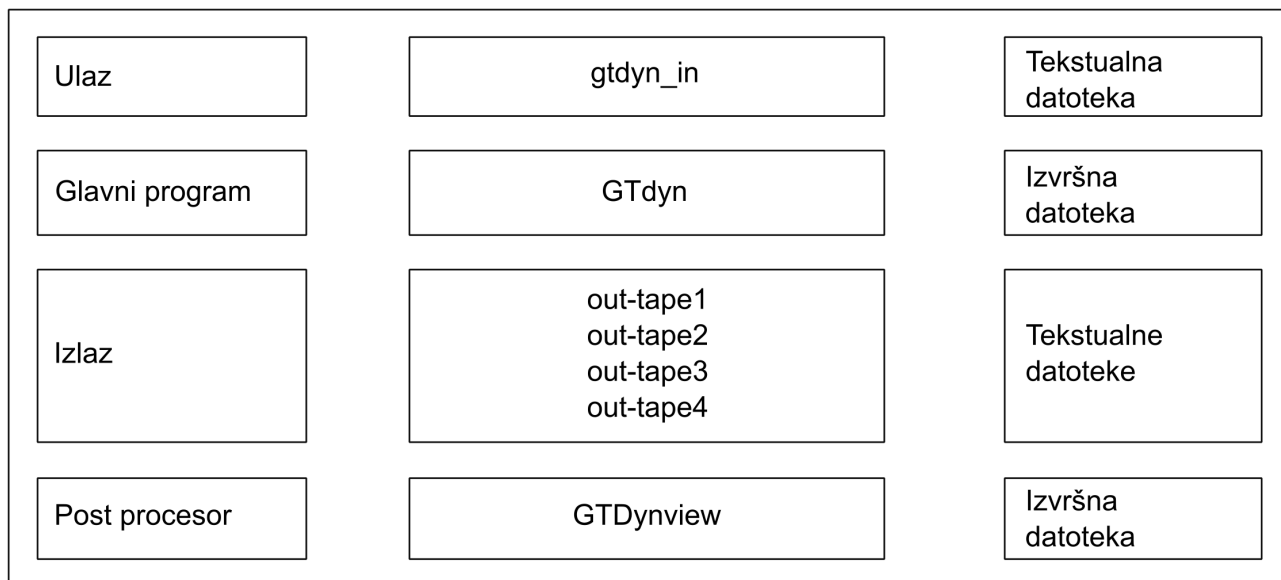 Ulaz
gtdyn_in
Tekstualna
datoteka
Glavni program
GTdyn
Izvršna
datoteka
Izlaz
out-tape1
out-tape2
out-tape3
out-tape4
Tekstualne
datoteke
Post procesor
GTDynview
Izvršna
datoteka